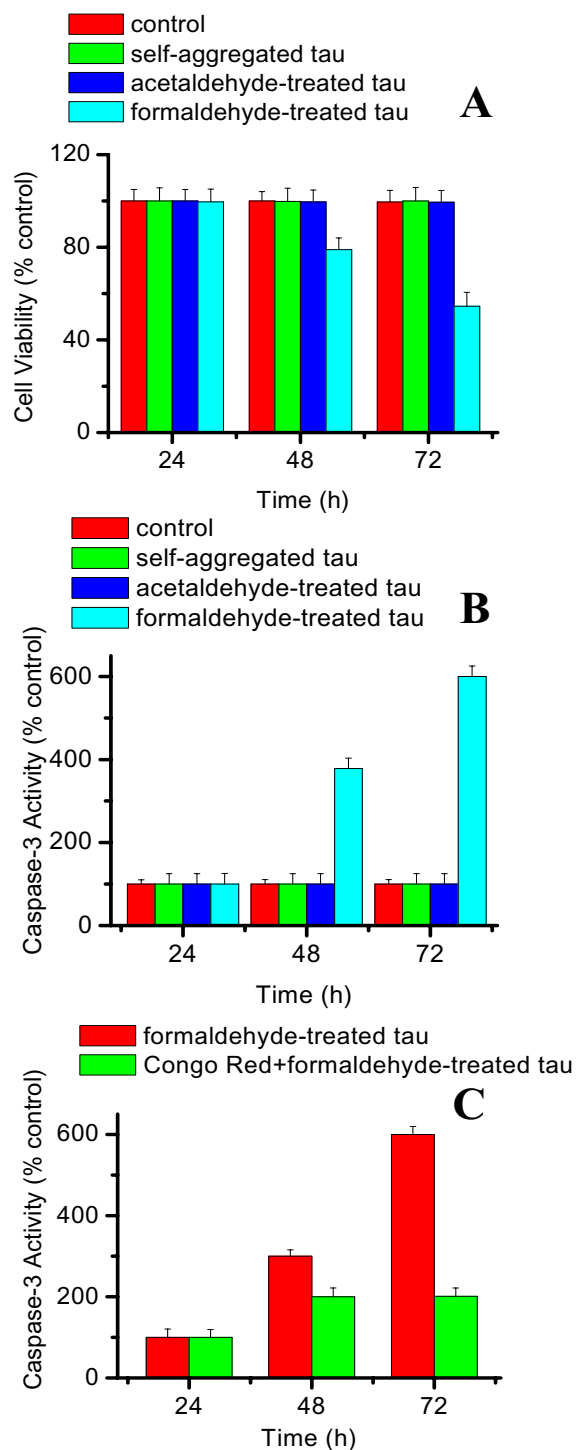 control
self-aggregated tau
acetaldehyde-treated tau
formaldehyde-treated tau
A
120
80
40
0
Cell Viability (% control)
24 48 72
Time (h)
control
self-aggregated tau
acetaldehyde-treated tau
formaldehyde-treated tau
B
600
400
200
0
Caspase-3 Activity (% control)
24 48 72
Time (h)
formaldehyde-treated tau
Congo Red+formaldehyde-treated tau
C
600
400
200
0
Caspase-3 Activity (% control)
24 48 72
Time (h)